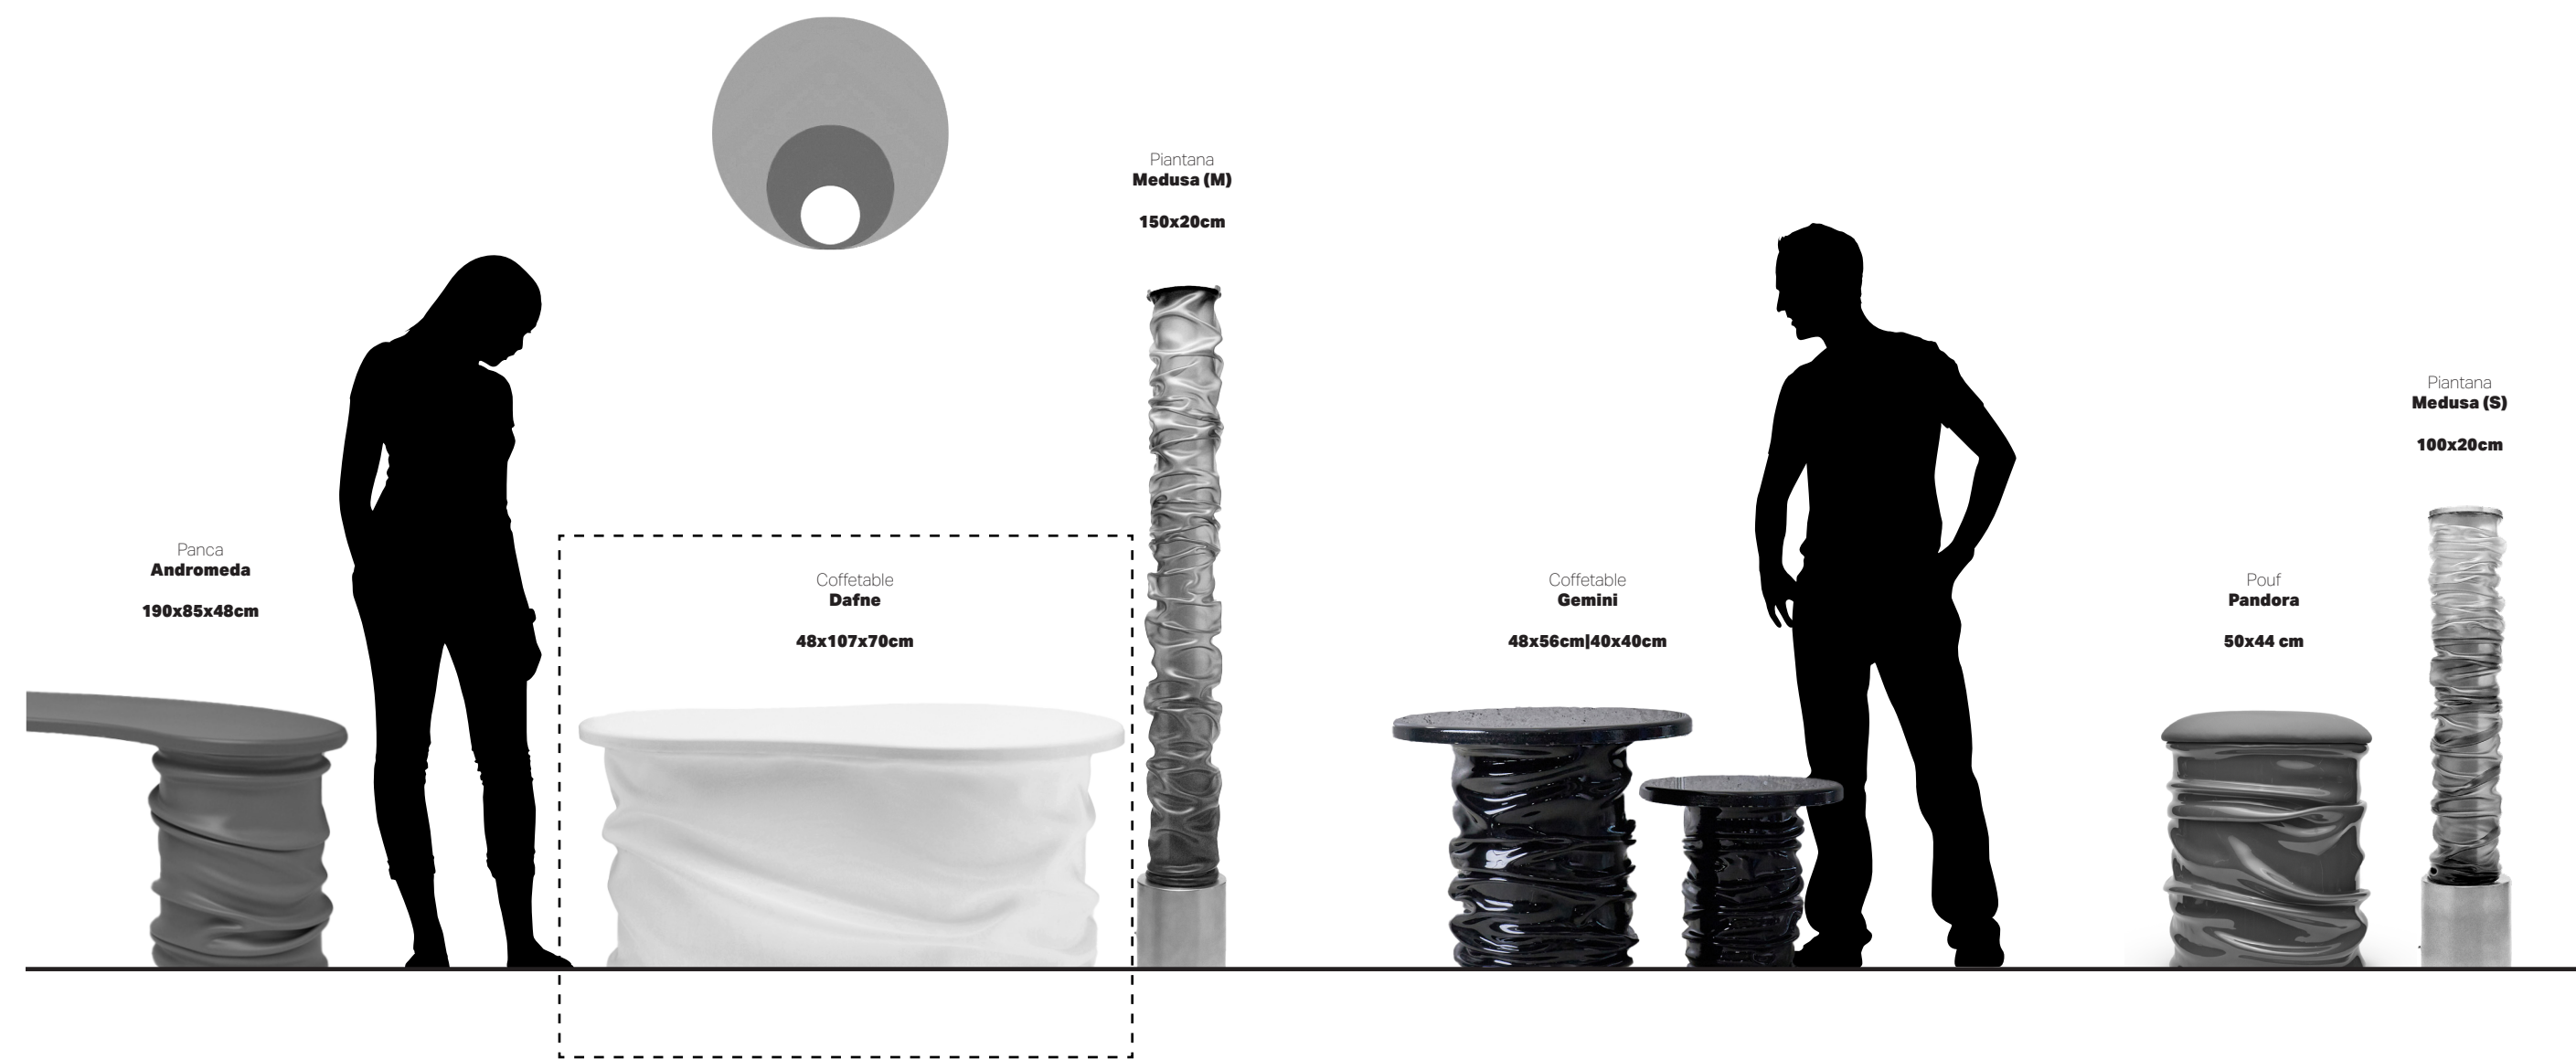 Piantana
Medusa (M)
150x20cm
Piantana
Medusa (S)
100x20cm
Panca
Andromeda
190x85x48cm
Coffetable
Dafne
48x107x70cm
Coffetable
Gemini
48x56cm|40x40cm
Pouf
Pandora
50x44 cm